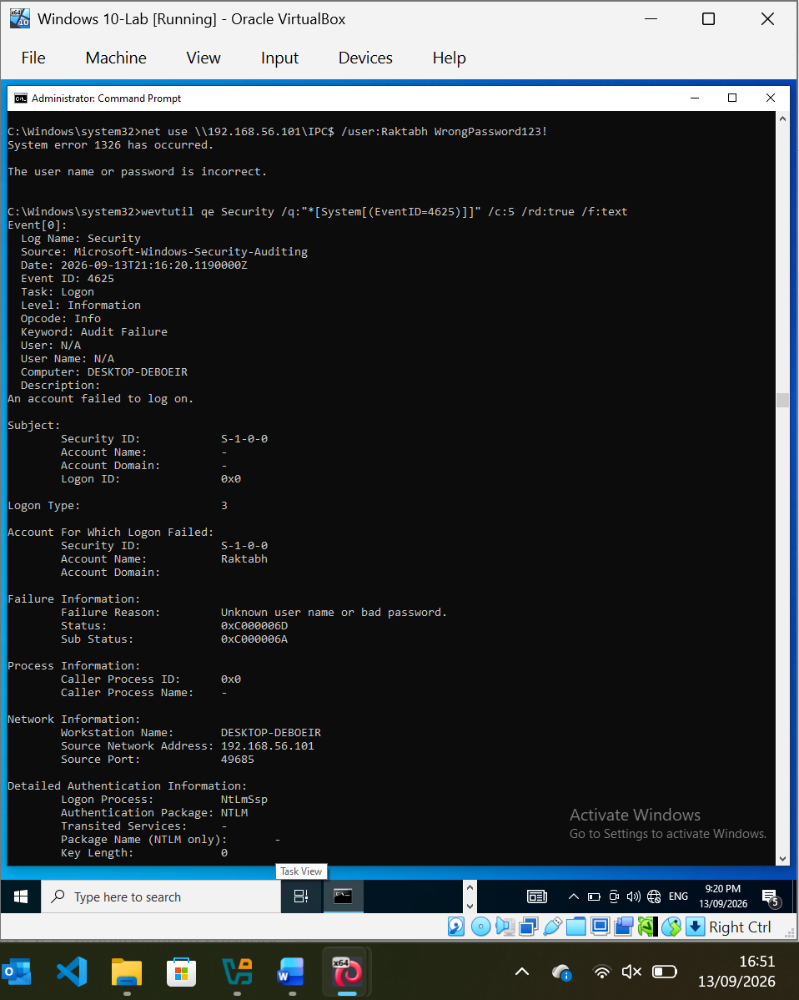 Windows 10-Lab [Running] - Oracle VirtualBox
File Machine View Input Devices Help
Administrator: Command Prompt
C:\Windows\system32>net use \\192.168.56.101\IPC$ /user:Raktabh WrongPassword123!
System error 1326 has occurred.
The user name or password is incorrect.
C:\Windows\system32>wevtutil qe Security /q:"*[System[(EventID=4625)]]" /c:5 /rd:true /f:text
Event[0]:
Log Name: Security
Source: Microsoft-Windows-Security-Auditing
Date: 2026-09-13T21:16:20.1190000Z
Event ID: 4625
Task: Logon
Level: Information
Opcode: Info
Keyword: Audit Failure
User: N/A
User Name: N/A
Computer: DESKTOP-DEBOEIR
Description:
An account failed to log on.
Subject:
Security ID: S-1-0-0
Account Name: -
Account Domain: -
Logon ID: 0x0
Logon Type: 3
Account For Which Logon Failed:
Security ID: S-1-0-0
Account Name: Raktabh
Account Domain:
Failure Information:
Failure Reason: Unknown user name or bad password.
Status: 0xC000006D
Sub Status: 0xC000006A
Process Information:
Caller Process ID: 0x0
Caller Process Name: -
Network Information:
Workstation Name: DESKTOP-DEBOEIR
Source Network Address: 192.168.56.101
Source Port: 49685
Detailed Authentication Information:
Logon Process: NtLmSsp
Authentication Package: NTLM
Transited Services: -
Package Name (NTLM only): -
Key Length: 0
Activate Windows
Go to Settings to activate Windows.
Task View
Type here to search
ENG
9:20 PM
13/09/2026
5
Right Ctrl
x64
16:51
13/09/2026